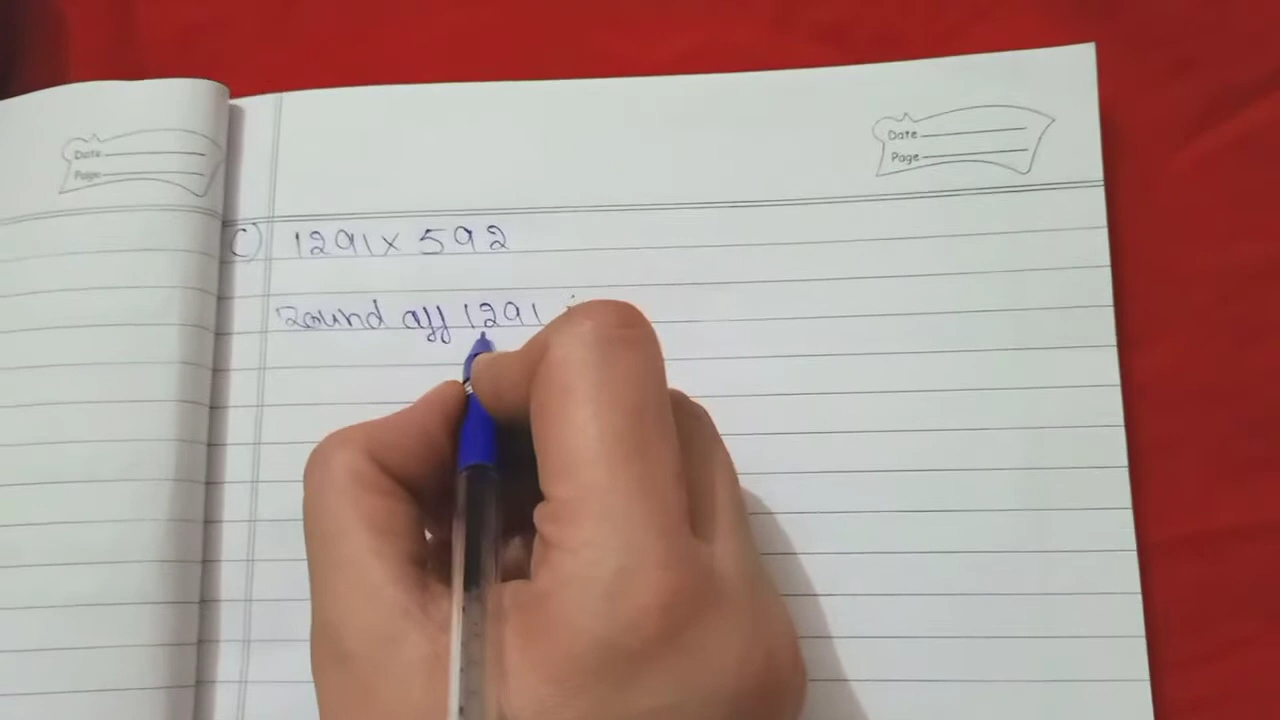 Date
Page
Date
Page
C) 1291 x 592
Round off 1291